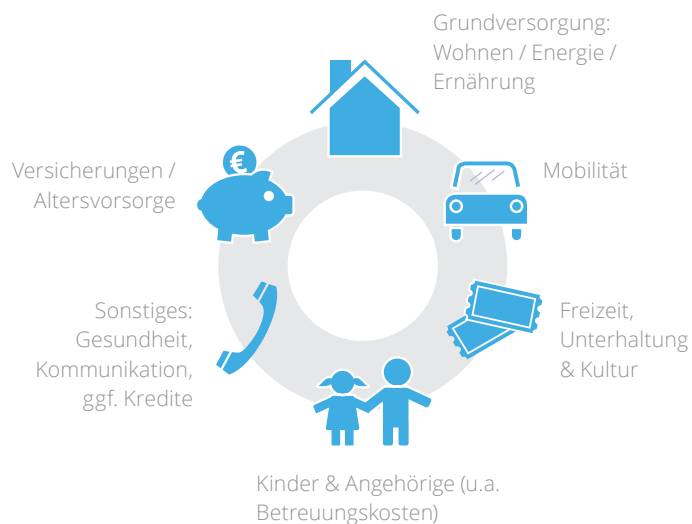 Grundversorgung:
Wohnen / Energie /
Ernährung
Mobilität
Freizeit,
Unterhaltung
& Kultur
Kinder & Angehörige (u.a.
Betreuungskosten)
Sonstiges:
Gesundheit,
Kommunikation,
ggf. Kredite
Versicherungen /
Altersvorsorge
€